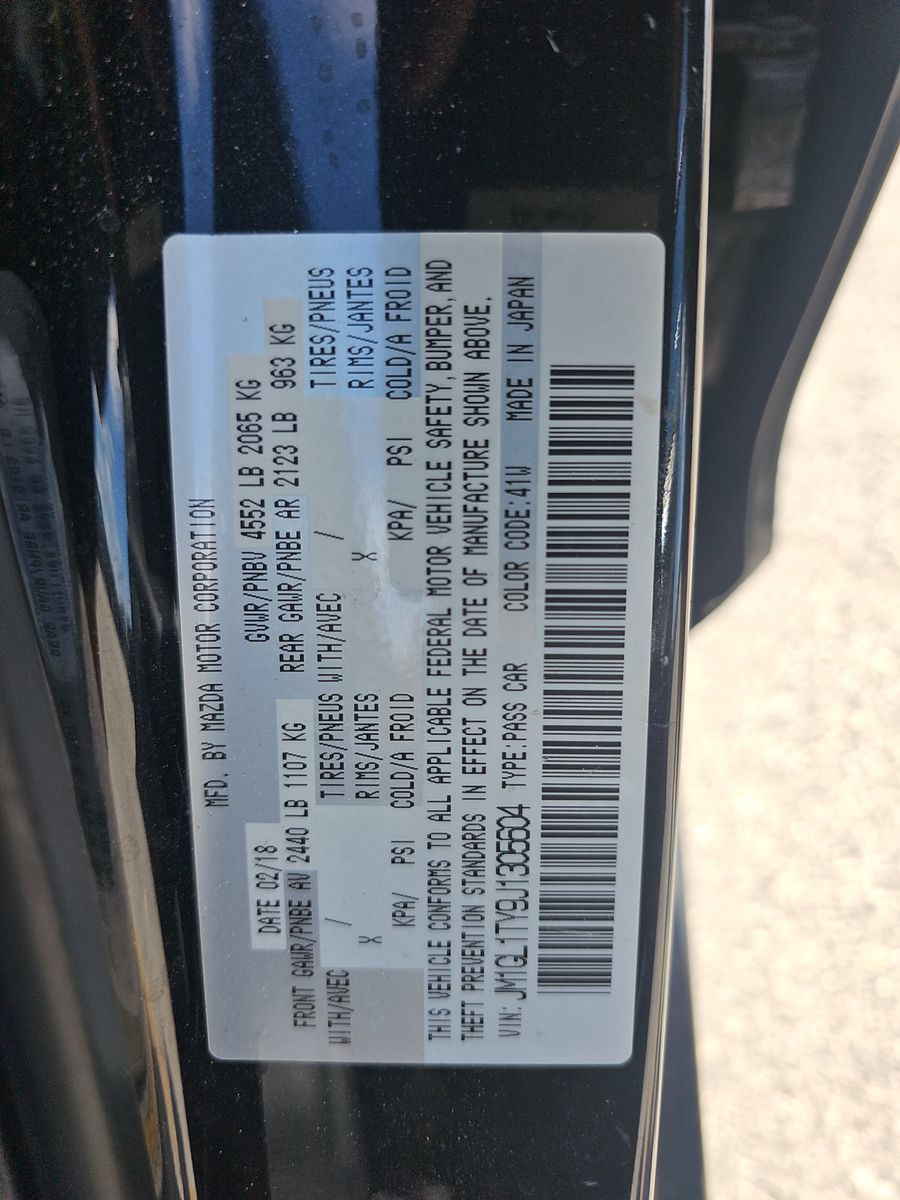 MFD. BY MAZDA MOTOR CORPORATION
DATE 02/18 GVWR/PNBV 4552 LB 2065 KG
FRONT GAWR/PNBE AV 2440 LB 1107 KG REAR GAWR/PNBE AR 2123 LB 963 KG
WITH/AVEC / TIRES/PNEUS WITH/AVEC / TIRES/PNEUS
X RIMS/JANTES X RIMS/JANTES
KPA/ PSI COLD/A FROID KPA/ PSI COLD/A FROID
THIS VEHICLE CONFORMS TO ALL APPLICABLE FEDERAL MOTOR VEHICLE SAFETY, BUMPER, AND
THEFT PREVENTION STANDARDS IN EFFECT ON THE DATE OF MANUFACTURE SHOWN ABOVE.
VIN: JM1GL1TY9J1305604 TYPE:PASS CAR COLOR CODE:41W MADE IN JAPAN